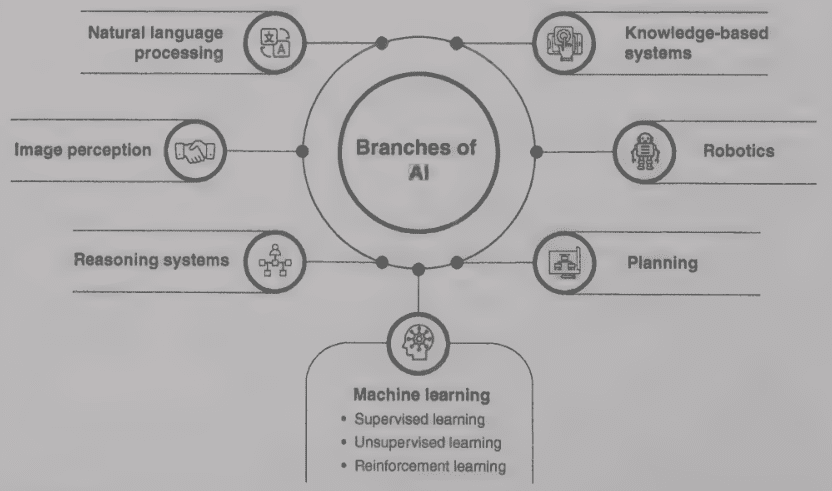 Natural language
processing
Knowledge-based
systems
Image perception
Branches of
AI
Robotics
Reasoning systems
Planning
Machine learning
• Supervised learning
• Unsupervised learning
• Reinforcement learning